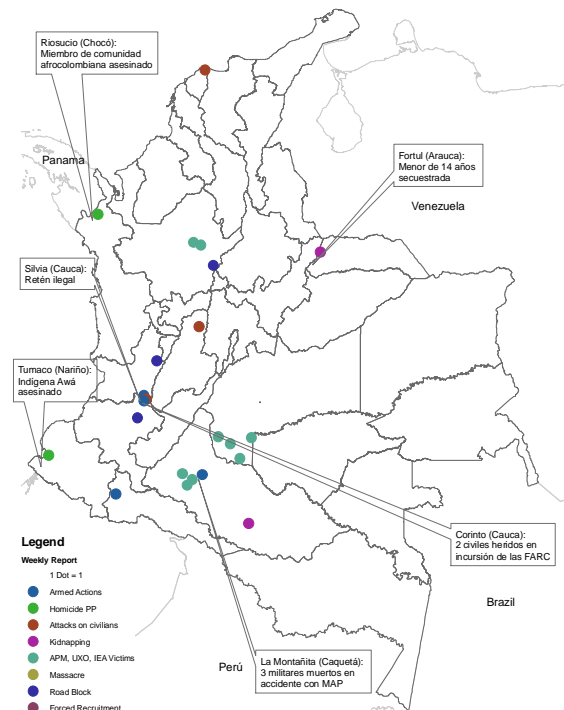 Riosucio (Chocó):
Miembro de comunidad
afrocolombiana asesinado
Panama
Fortul (Arauca):
Menor de 14 años
secuestrada
Venezuela
Silvia (Cauca):
Retén ilegal
Tumaco (Nariño):
Indígena Awá
asesinado
Corinto (Cauca):
2 civiles heridos en
incursión de las FARC
Brazil
Perú
La Montañita (Caquetá):
3 militares muertos en
accidente con MAP
Legend
Weekly Report
1 Dot = 1
Armed Actions
Homicide PP
Attacks on civilians
Kidnapping
APM, UXO, IEA Victims
Massacre
Road Block
Forced Recruitment